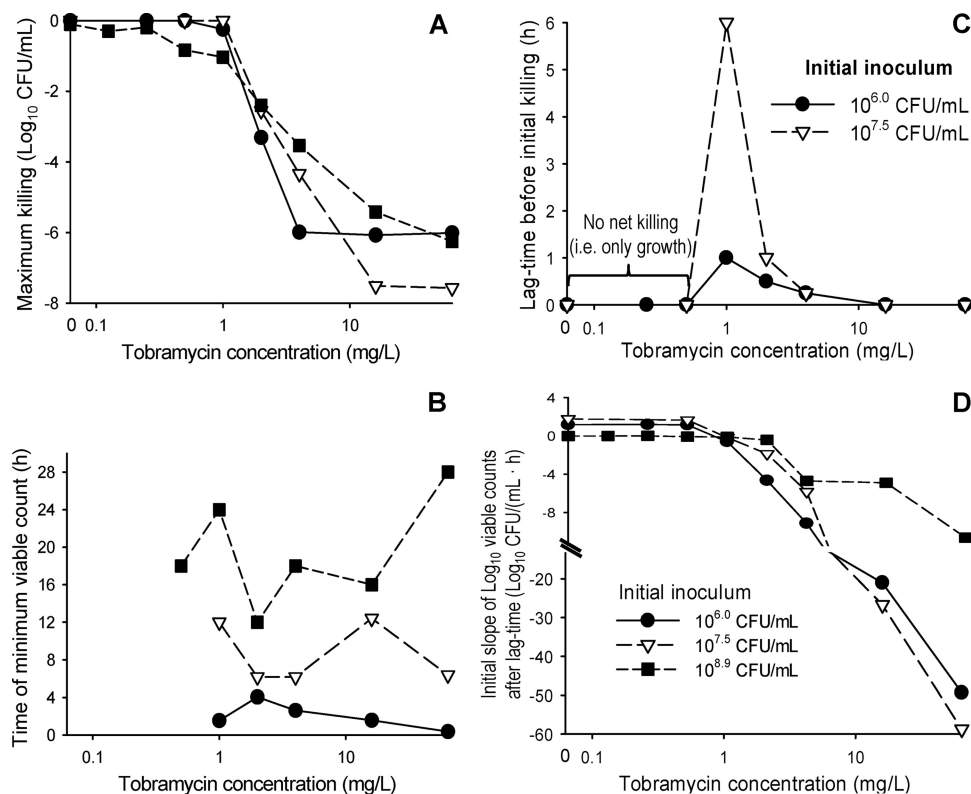 A
Maximum killing (Log10 CFU/mL)
0
-2
-4
-6
-8
0 0.1 1 10
Tobramycin concentration (mg/L)
C
Lag-time before initial killing (h)
6
5
4
3
2
1
0
Initial inoculum
10^6.0 CFU/mL
10^7.5 CFU/mL
No net killing
(i.e. only growth)
0 0.1 1 10
Tobramycin concentration (mg/L)
B
Time of minimum viable count (h)
28
24
20
16
12
8
4
0
0.1 1 10
Tobramycin concentration (mg/L)
D
Initial slope of Log10 viable counts
after lag-time (Log10 CFU/(mL · h)
4
0
-4
-8
-20
-30
-40
-50
-60
Initial inoculum
10^6.0 CFU/mL
10^7.5 CFU/mL
10^8.9 CFU/mL
0 0.1 1 10
Tobramycin concentration (mg/L)